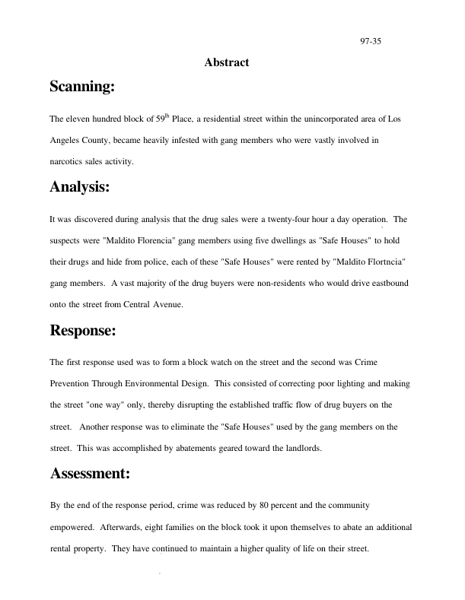 97-35
Abstract
Scanning:
The eleven hundred block of 59th Place, a residential street within the unincorporated area of Los
Angeles County, became heavily infested with gang members who were vastly involved in
narcotics sales activity.
Analysis:
It was discovered during analysis that the drug sales were a twenty-four hour a day operation. The
suspects were "Maldito Florencia" gang members using five dwellings as "Safe Houses" to hold
their drugs and hide from police, each of these "Safe Houses" were rented by "Maldito Flortncia"
gang members. A vast majority of the drug buyers were non-residents who would drive eastbound
onto the street from Central Avenue.
Response:
The first response used was to form a block watch on the street and the second was Crime
Prevention Through Environmental Design. This consisted of correcting poor lighting and making
the street "one way" only, thereby disrupting the established traffic flow of drug buyers on the
street. Another response was to eliminate the "Safe Houses" used by the gang members on the
street. This was accomplished by abatements geared toward the landlords.
Assessment:
By the end of the response period, crime was reduced by 80 percent and the community
empowered. Afterwards, eight families on the block took it upon themselves to abate an additional
rental property. They have continued to maintain a higher quality of life on their street.